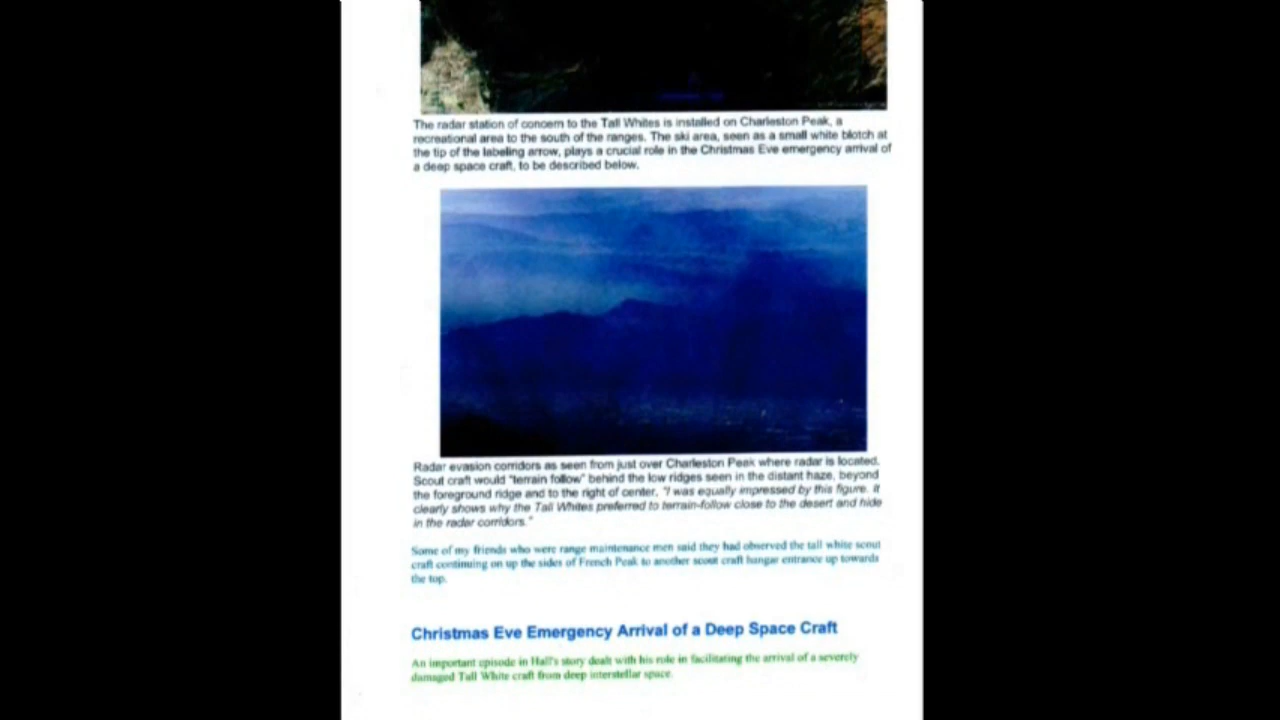 The radar station of concern to the Tall Whites is installed on Charleston Peak, a
recreational area to the south of the ranges. The ski area, seen as a small white blotch at
the tip of the labeling arrow, plays a crucial role in the Christmas Eve emergency arrival of
a deep space craft, to be described below.
Radar evasion corridors as seen from just over Charleston Peak where radar is located.
Scout craft would "terrain follow" behind the low ridges seen in the distant haze, beyond
the foreground ridge and to the right of center. "I was equally impressed by this figure. It
clearly shows why the Tall Whites preferred to terrain-follow close to the desert and hide
in the radar corridors."
Some of my friends who were range maintenance men said they had observed the tall white scout
craft continuing on up the sides of French Peak to another scout craft hangar entrance up towards
the top.
Christmas Eve Emergency Arrival of a Deep Space Craft
An important episode in Hall's story dealt with his role in facilitating the arrival of a severely
damaged Tall White craft from deep interstellar space.